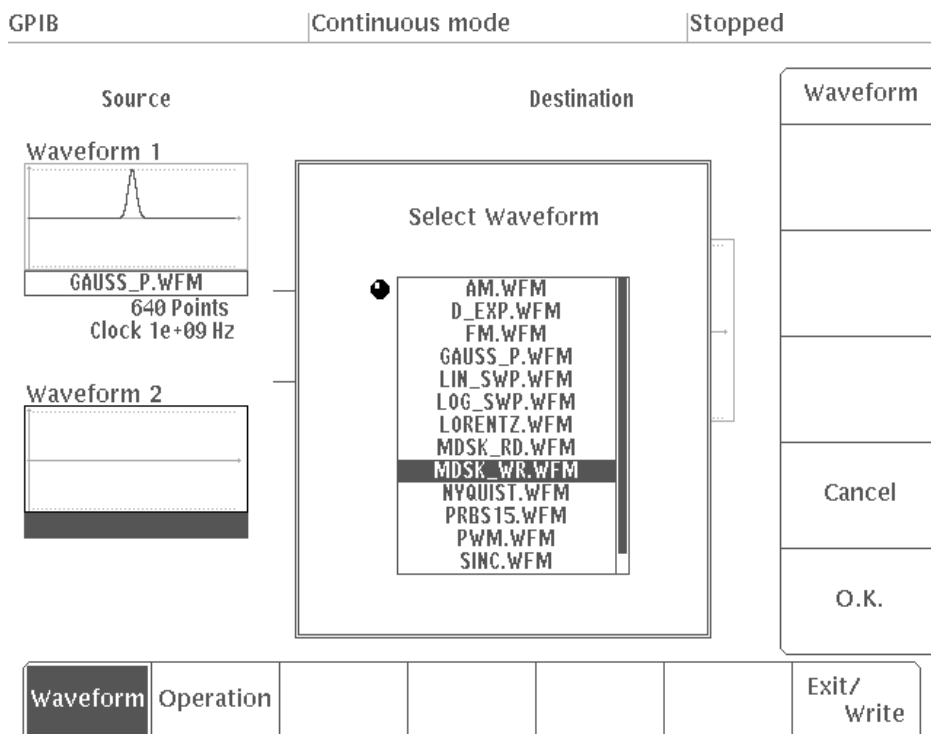 GPIB
Continuous mode
Stopped
Source
Destination
Waveform 1
GAUSS_P.WFM
640 Points
Clock 1e+09 Hz
Waveform 2
Select Waveform
AM.WFM
D_EXP.WFM
FM.WFM
GAUSS_P.WFM
LIN_SWP.WFM
LOG_SWP.WFM
LORENTZ.WFM
MDSK_RD.WFM
MDSK_WR.WFM
NYQUIST.WFM
PRBS15.WFM
PWM.WFM
SINC.WFM
Waveform
Cancel
O.K.
Waveform
Operation
Exit/
Write